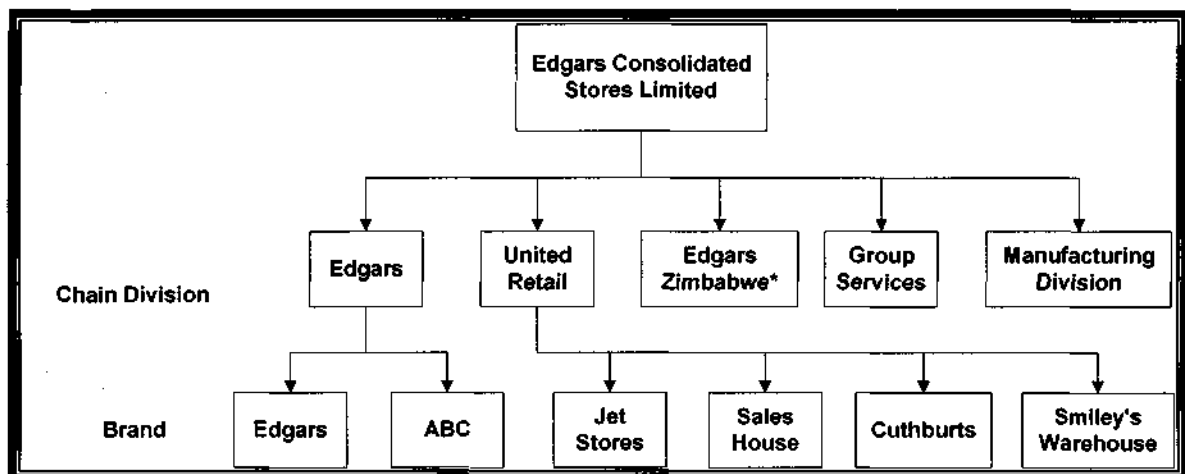 Edgars Consolidated
Stores Limited
Chain Division
Edgars
United
Retail
Edgars
Zimbabwe*
Group
Services
Manufacturing
Division
Brand
Edgars
ABC
Jet
Stores
Sales
House
Cuthburts
Smiley's
Warehouse